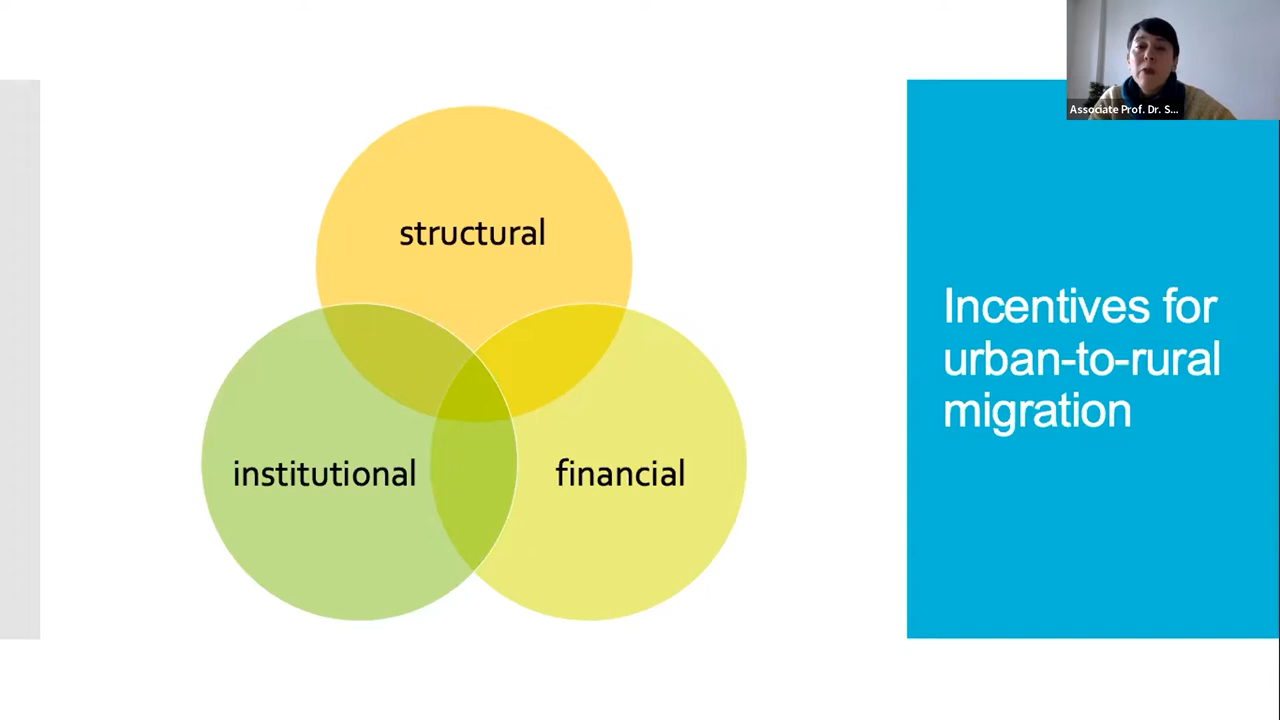 Associate Prof. Dr. S...
structural
institutional
financial
Incentives for
urban-to-rural
migration